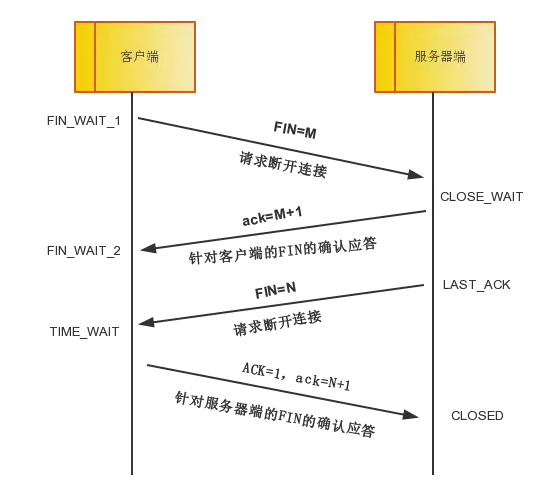 客户端
服务器端
FIN_WAIT_1
FIN=M
请求断开连接
CLOSE_WAIT
ack=M+1
针对客户端的FIN的确认应答
FIN_WAIT_2
FIN=N
LAST_ACK
请求断开连接
TIME_WAIT
ACK=1, ack=N+1
针对服务器端的FIN的确认应答
CLOSED